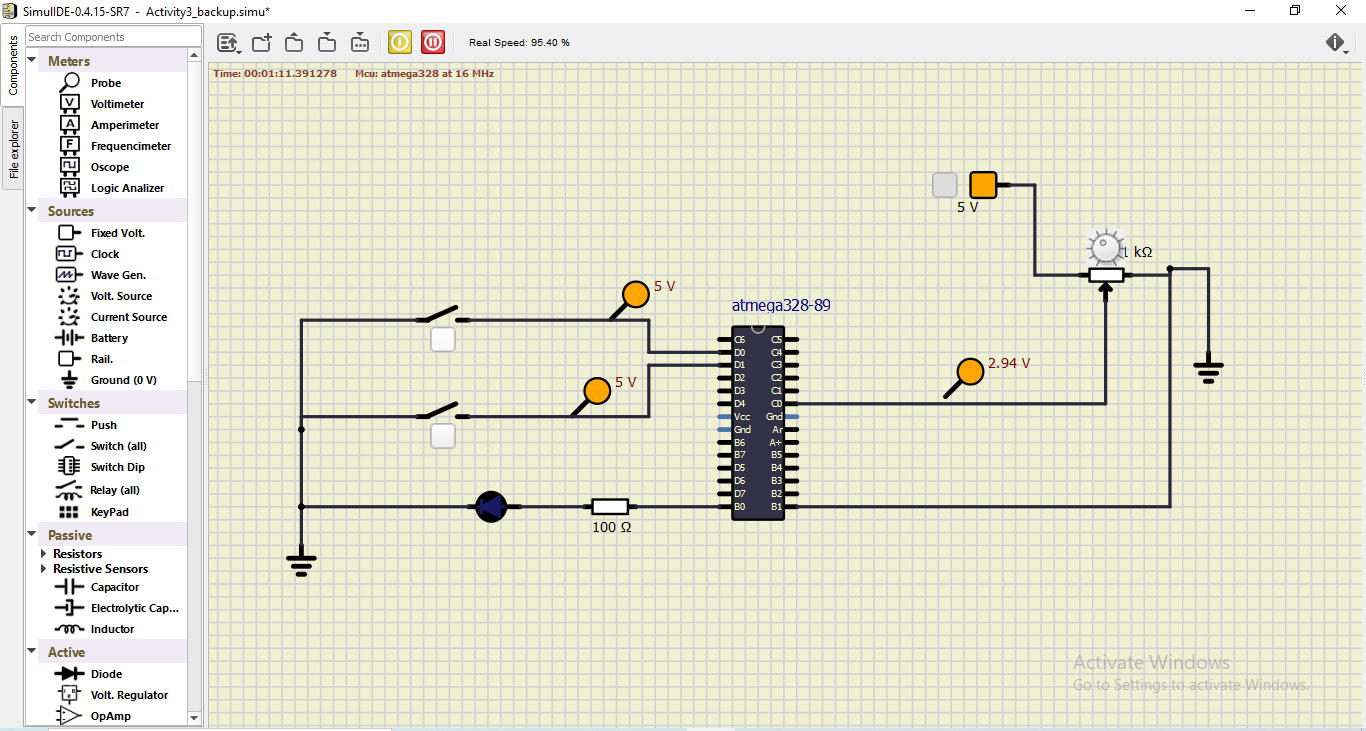 SimulIDE-0.4.15-SR7 - Activity3_backup.simu*
Components
File explorer
Search Components
Meters
Probe
Voltimeter
Amperimeter
Frequencimeter
Oscope
Logic Analizer
Sources
Fixed Volt.
Clock
Wave Gen.
Volt. Source
Current Source
Battery
Rail.
Ground (0 V)
Switches
Push
Switch (all)
Switch Dip
Relay (all)
KeyPad
Passive
Resistors
Resistive Sensors
Capacitor
Electrolytic Cap...
Inductor
Active
Diode
Volt. Regulator
OpAmp
Real Speed: 95.40 %
Time: 00:01:11.391278 Mcu: atmega328 at 16 MHz
5 V
1 kΩ
5 V
atmega328-89
2.94 V
5 V
C6 C5
D0 C4
D1 C3
D2 C2
D3 C1
D4 C0
Vcc Gnd
Gnd Ar
B6 A+
B7 B5
D5 B4
D6 B3
D7 B2
B0 B1
100 Ω
Activate Windows
Go to Settings to activate Windows.